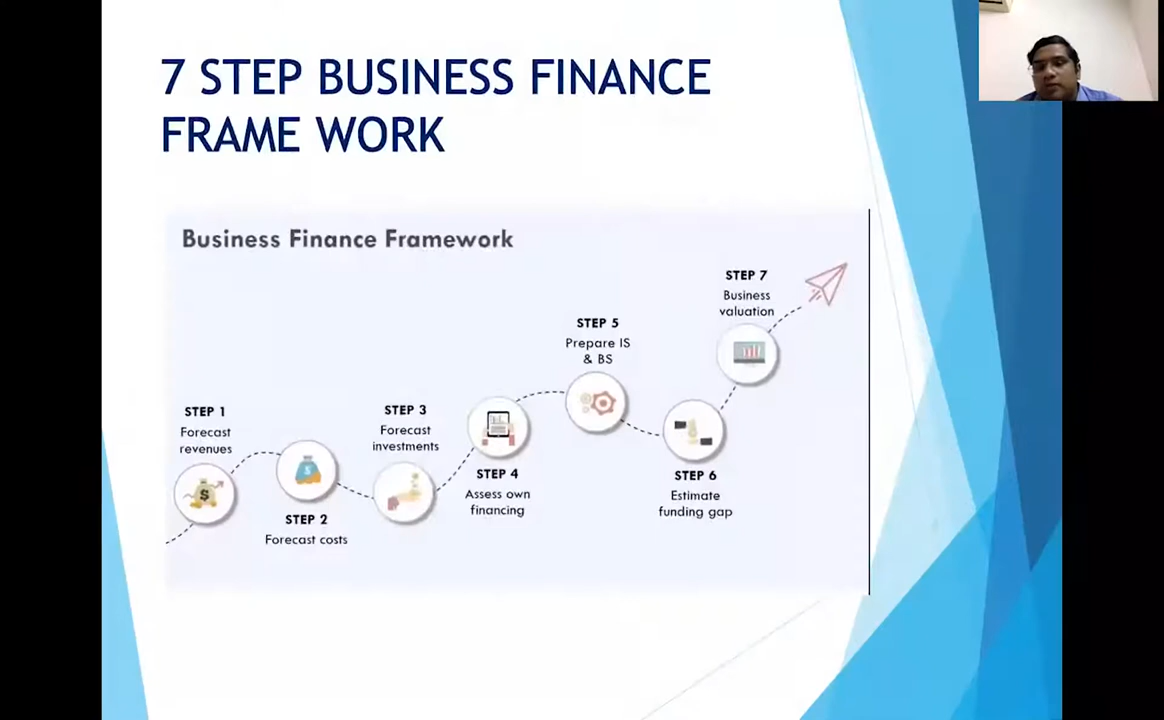 7 STEP BUSINESS FINANCE
FRAME WORK
Business Finance Framework
STEP 1
Forecast
revenues
STEP 2
Forecast costs
STEP 3
Forecast
investments
STEP 4
Assess own
financing
STEP 5
Prepare IS
& BS
STEP 6
Estimate
funding gap
STEP 7
Business
valuation